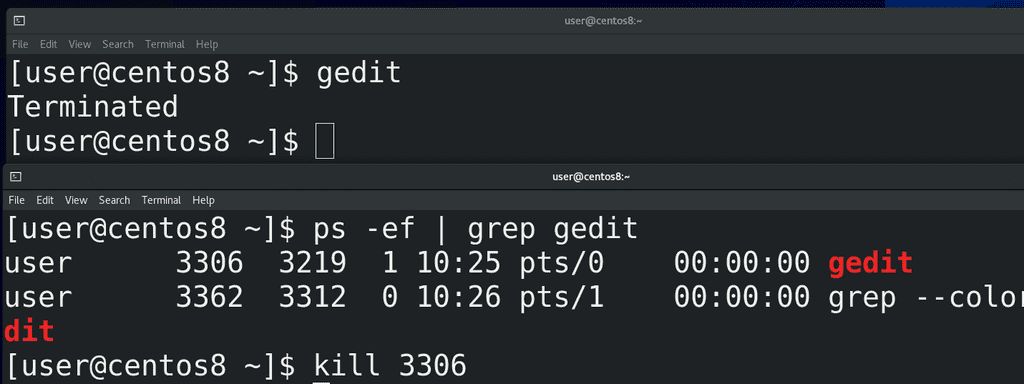 user@centos8:~
File Edit View Search Terminal Help
[user@centos8 ~]$ gedit
Terminated
[user@centos8 ~]$
user@centos8:~
File Edit View Search Terminal Help
[user@centos8 ~]$ ps -ef | grep gedit
user 3306 3219 1 10:25 pts/0 00:00:00 gedit
user 3362 3312 0 10:26 pts/1 00:00:00 grep --color
dit
[user@centos8 ~]$ kill 3306